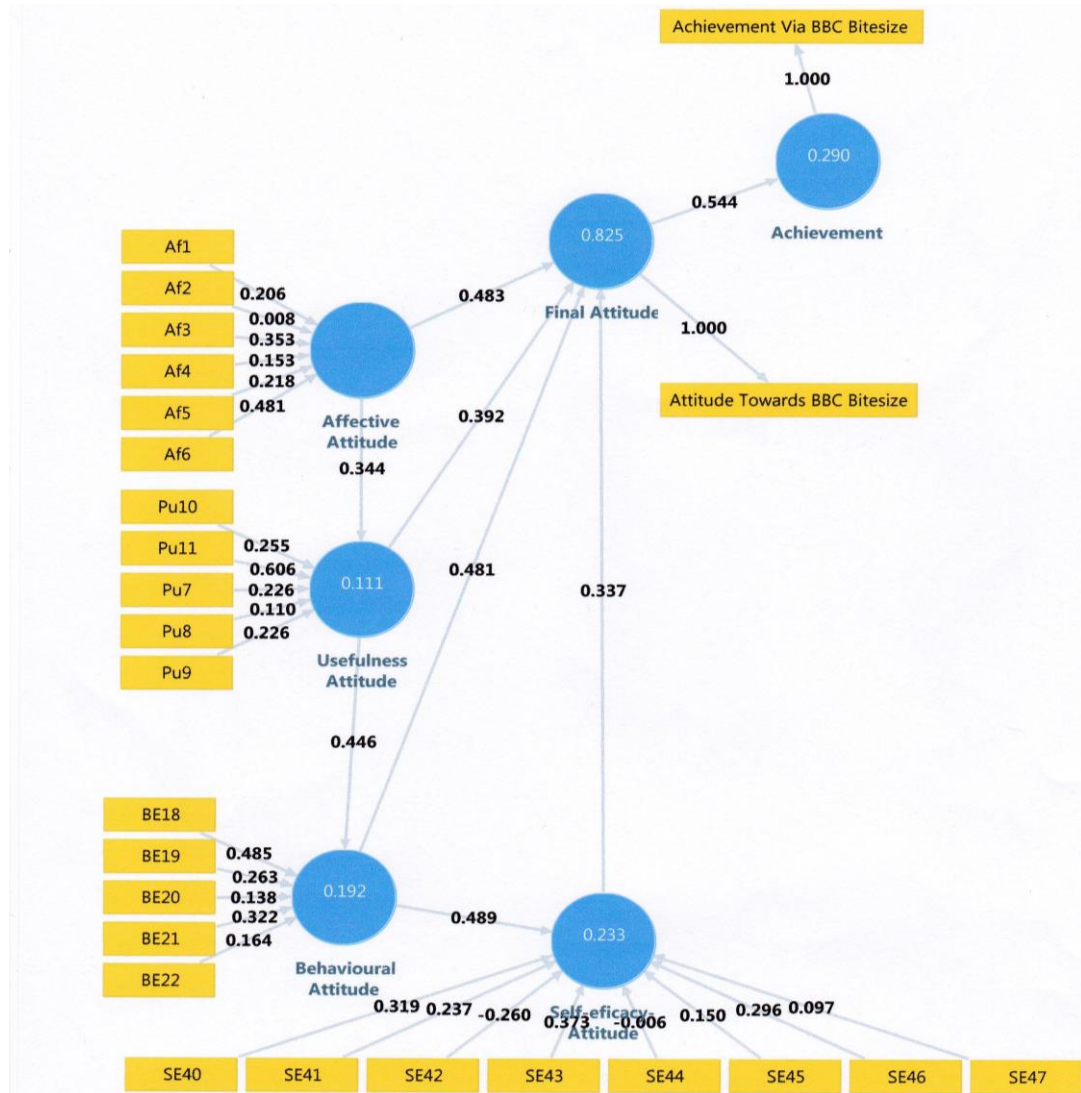 Achievement Via BBC Bitesize
1.000
0.290
Achievement
0.544
0.825
Final Attitude
1.000
Attitude Towards BBC Bitesize
Af1
Af2
Af3
Af4
Af5
Af6
0.206
0.008
0.353
0.153
0.218
0.481
0.483
Affective
Attitude
0.344
0.392
Pu10
Pu11
Pu7
Pu8
Pu9
0.255
0.606
0.226
0.110
0.226
0.111
Usefulness
Attitude
0.481
0.337
0.446
BE18
BE19
BE20
BE21
BE22
0.485
0.263
0.138
0.322
0.164
0.192
Behavioural
Attitude
0.489
0.233
Self-eficacy-
Attitude
0.319
0.237
-0.260
0.373
-0.006
0.150
0.296
0.097
SE40
SE41
SE42
SE43
SE44
SE45
SE46
SE47